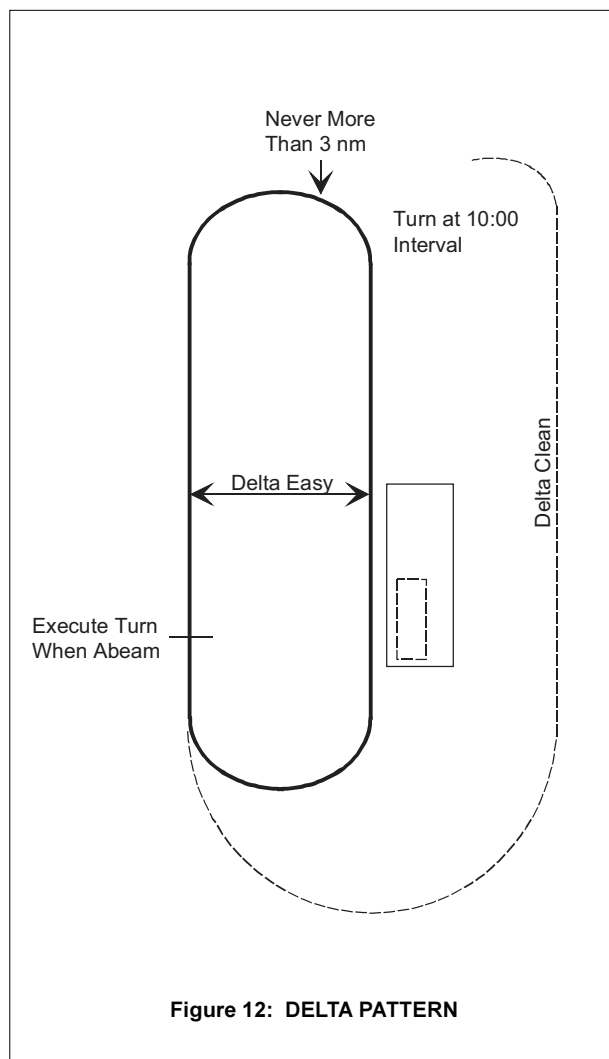 Never More
Than 3 nm
Turn at 10:00
Interval
Delta Clean
Delta Easy
Execute Turn
When Abeam
Figure 12:  DELTA PATTERN